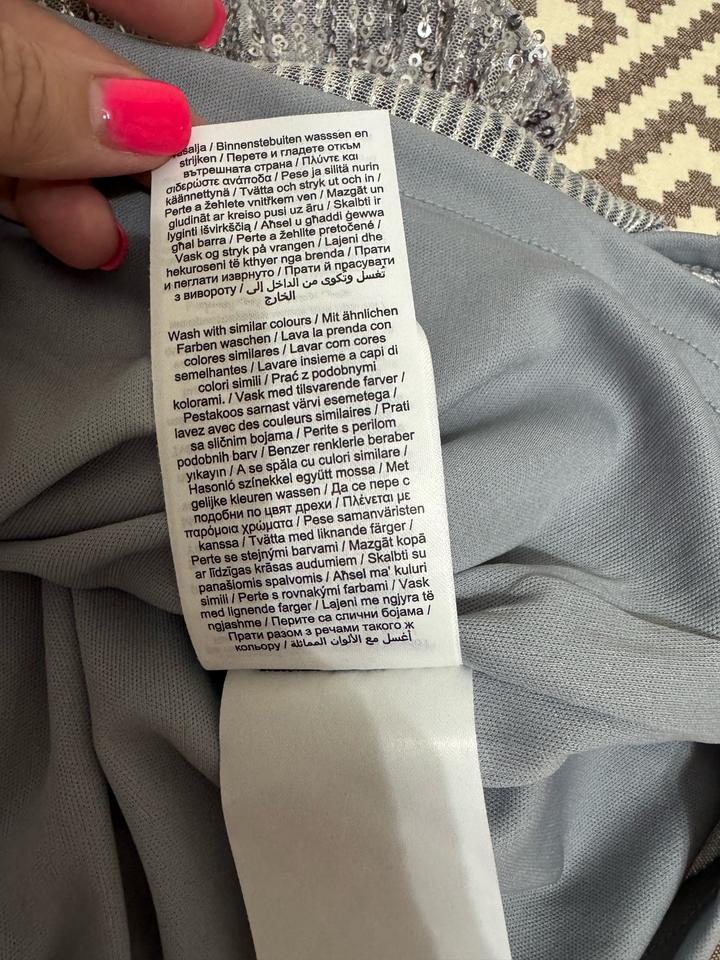 / Binnenstebuiten wasssen en
strijken / Перете и гладете откъм
вътрешната страна / Πλύντε και
σιδερώστε ανάποδα / Pese ja silitä nurin
käännettynä / Tvätta och stryk ut och in /
Perte a žehlete vnitřkem ven / Mazgāt un
gludināt ar kreiso pusi uz āru / Skalbti ir
lyginti išvirkščią / Aħsel u għaddi ġewwa
għal barra / Perte a žehlite pretočené /
Vask og stryk på vrangen / Lajeni dhe
hekuroseni të kthyer nga brenda / Прати
и пеглати изврнуто / Прати й прасувати
з вивороту / تغسل وتكوى من الداخل إلى
الخارج
Wash with similar colours / Mit ähnlichen
Farben waschen / Lava la prenda con
colores similares / Lavar com cores
semelhantes / Lavare insieme a capi di
colori simili / Prać z podobnymi
kolorami. / Vask med tilsvarende farver /
Pestakoos sarnast värvi esemetega /
lavez avec des couleurs similaires / Prati
sa sličnim bojama / Perite s perilom
podobnih barv / Benzer renklerle beraber
yıkayın / A se spăla cu culori similare /
Hasonló színekkel együtt mossa / Met
gelijke kleuren wassen / Да се пере с
подобни по цвят дрехи / Πλένεται με
παρόμοια χρώματα / Pese samanväristen
kanssa / Tvätta med liknande färger /
Perte se stejnými barvami / Mazgāt kopā
ar līdzīgas krāsas audumiem / Skalbti su
panašiomis spalvomis / Aħsel ma' kuluri
simili / Perte s rovnakými farbami / Vask
med lignende farger / Lajeni me ngjyra të
ngjashme / Перите са слични бојама /
Прати разом з речами такого ж
кольору / أغسل مع الألوان المماثلة